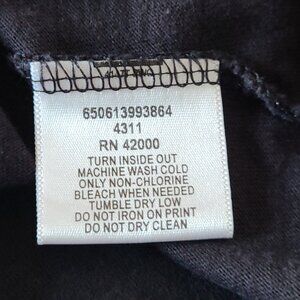 650613993864
4311
RN 42000
TURN INSIDE OUT
MACHINE WASH COLD
ONLY NON-CHLORINE
BLEACH WHEN NEEDED
TUMBLE DRY LOW
DO NOT IRON ON PRINT
DO NOT DRY CLEAN